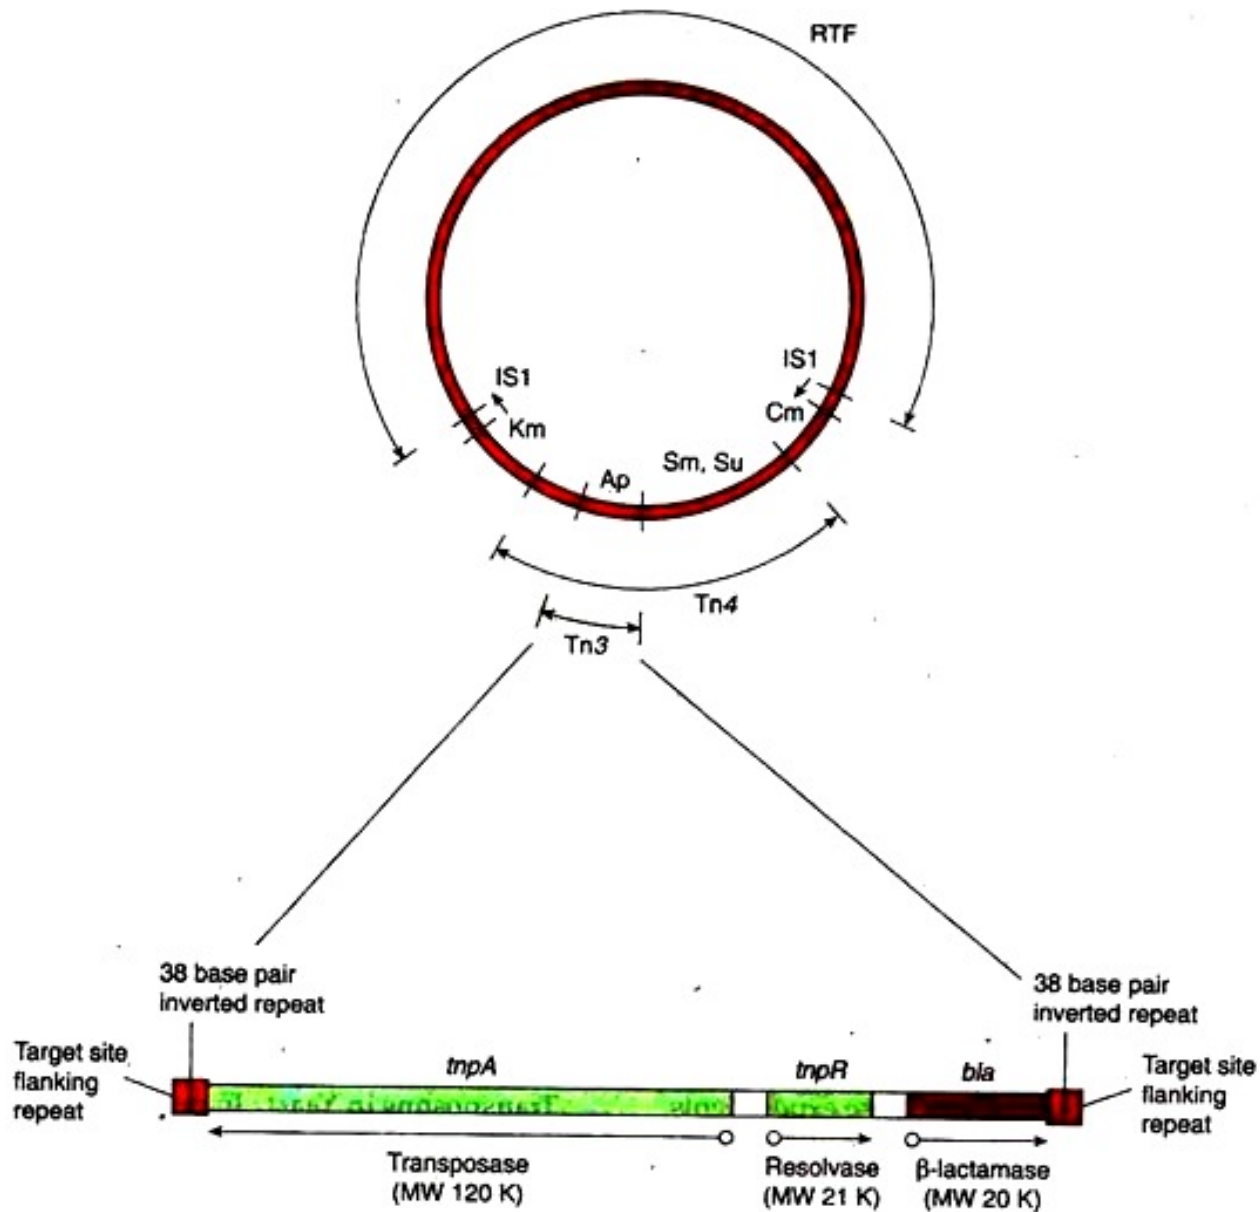 RTF
IS1
IS1
Km
Cm
Ap
Sm, Su
Tn4
Tn3
38 base pair
inverted repeat
38 base pair
inverted repeat
Target site
flanking
repeat
tnpA
tnpR
bla
Target site
flanking
repeat
Transposase
(MW 120 K)
Resolvase
(MW 21 K)
β-lactamase
(MW 20 K)